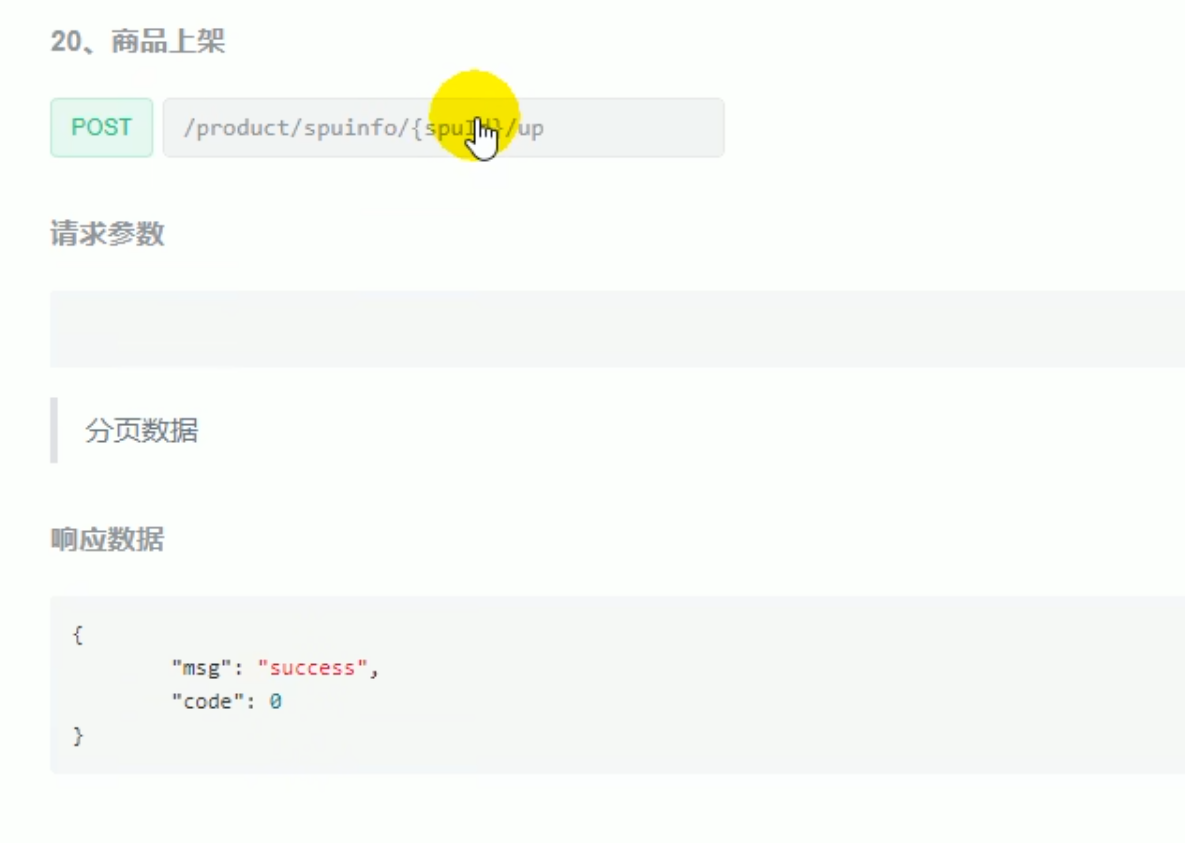 20、商品上架
POST /product/spuinfo/{spuId}/up
请求参数
分页数据
响应数据
{
"msg": "success",
"code": 0
}